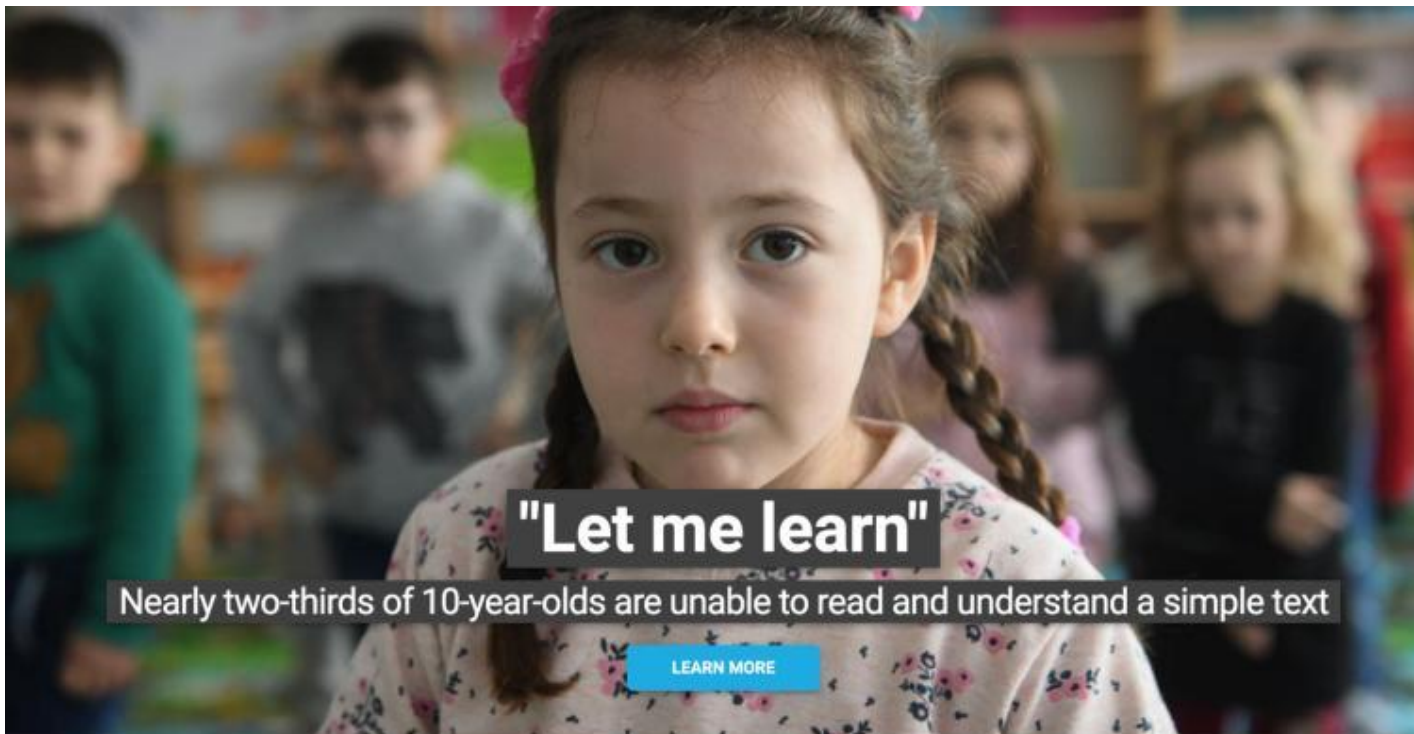 "Let me learn"
Nearly two-thirds of 10-year-olds are unable to read and understand a simple text
LEARN MORE